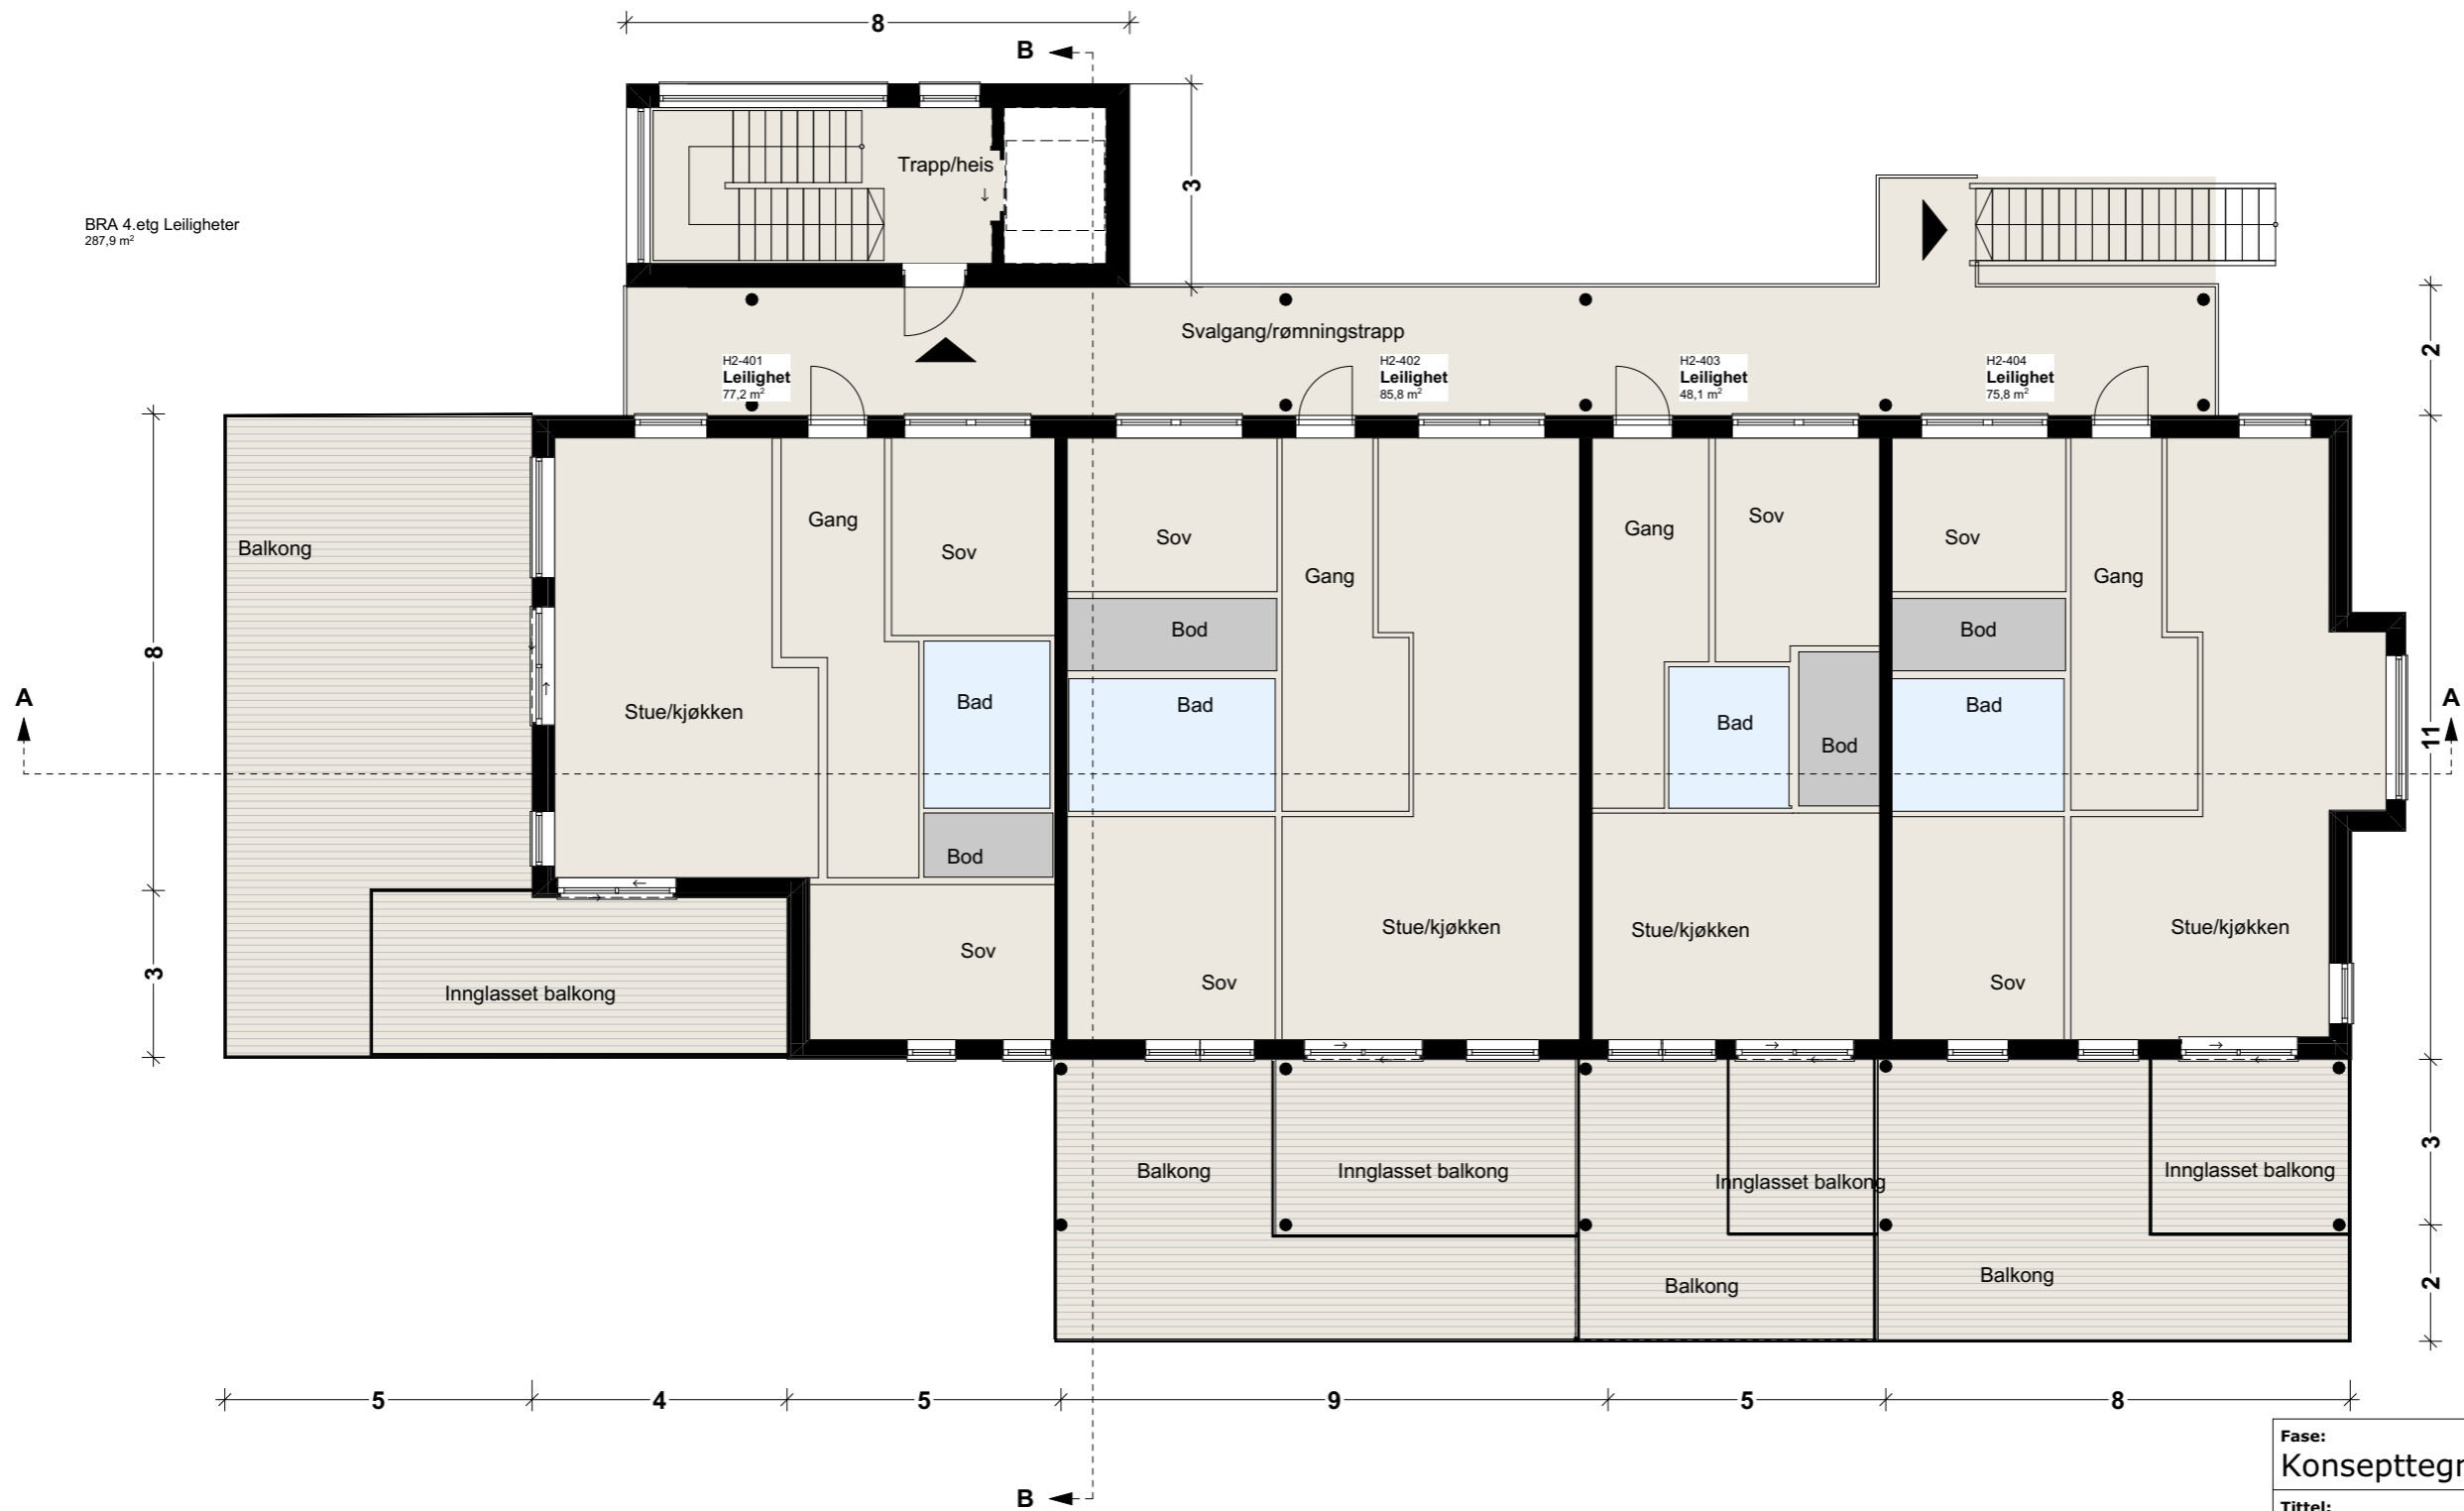 8
B
3
Trapp/heis
BRA 4.etg Leiligheter
287,9 m²
Svalgang/rømningstrapp
2
H2-401
Leilighet
77,2 m²
H2-402
Leilighet
85,8 m²
H2-403
Leilighet
48,1 m²
H2-404
Leilighet
75,8 m²
Balkong
Gang
Sov
Sov
Gang
Gang
Sov
Sov
Gang
Bod
Bod
8
A
Stue/kjøkken
Bad
Bad
Bad
Bod
Bad
A
11
Bod
Stue/kjøkken
Stue/kjøkken
Stue/kjøkken
3
Innglasset balkong
Sov
Sov
Sov
Balkong
Innglasset balkong
Innglasset balkong
Innglasset balkong
3
Balkong
Balkong
2
5
4
5
9
5
8
B
Fase:
Konsepttegn
Tittel: